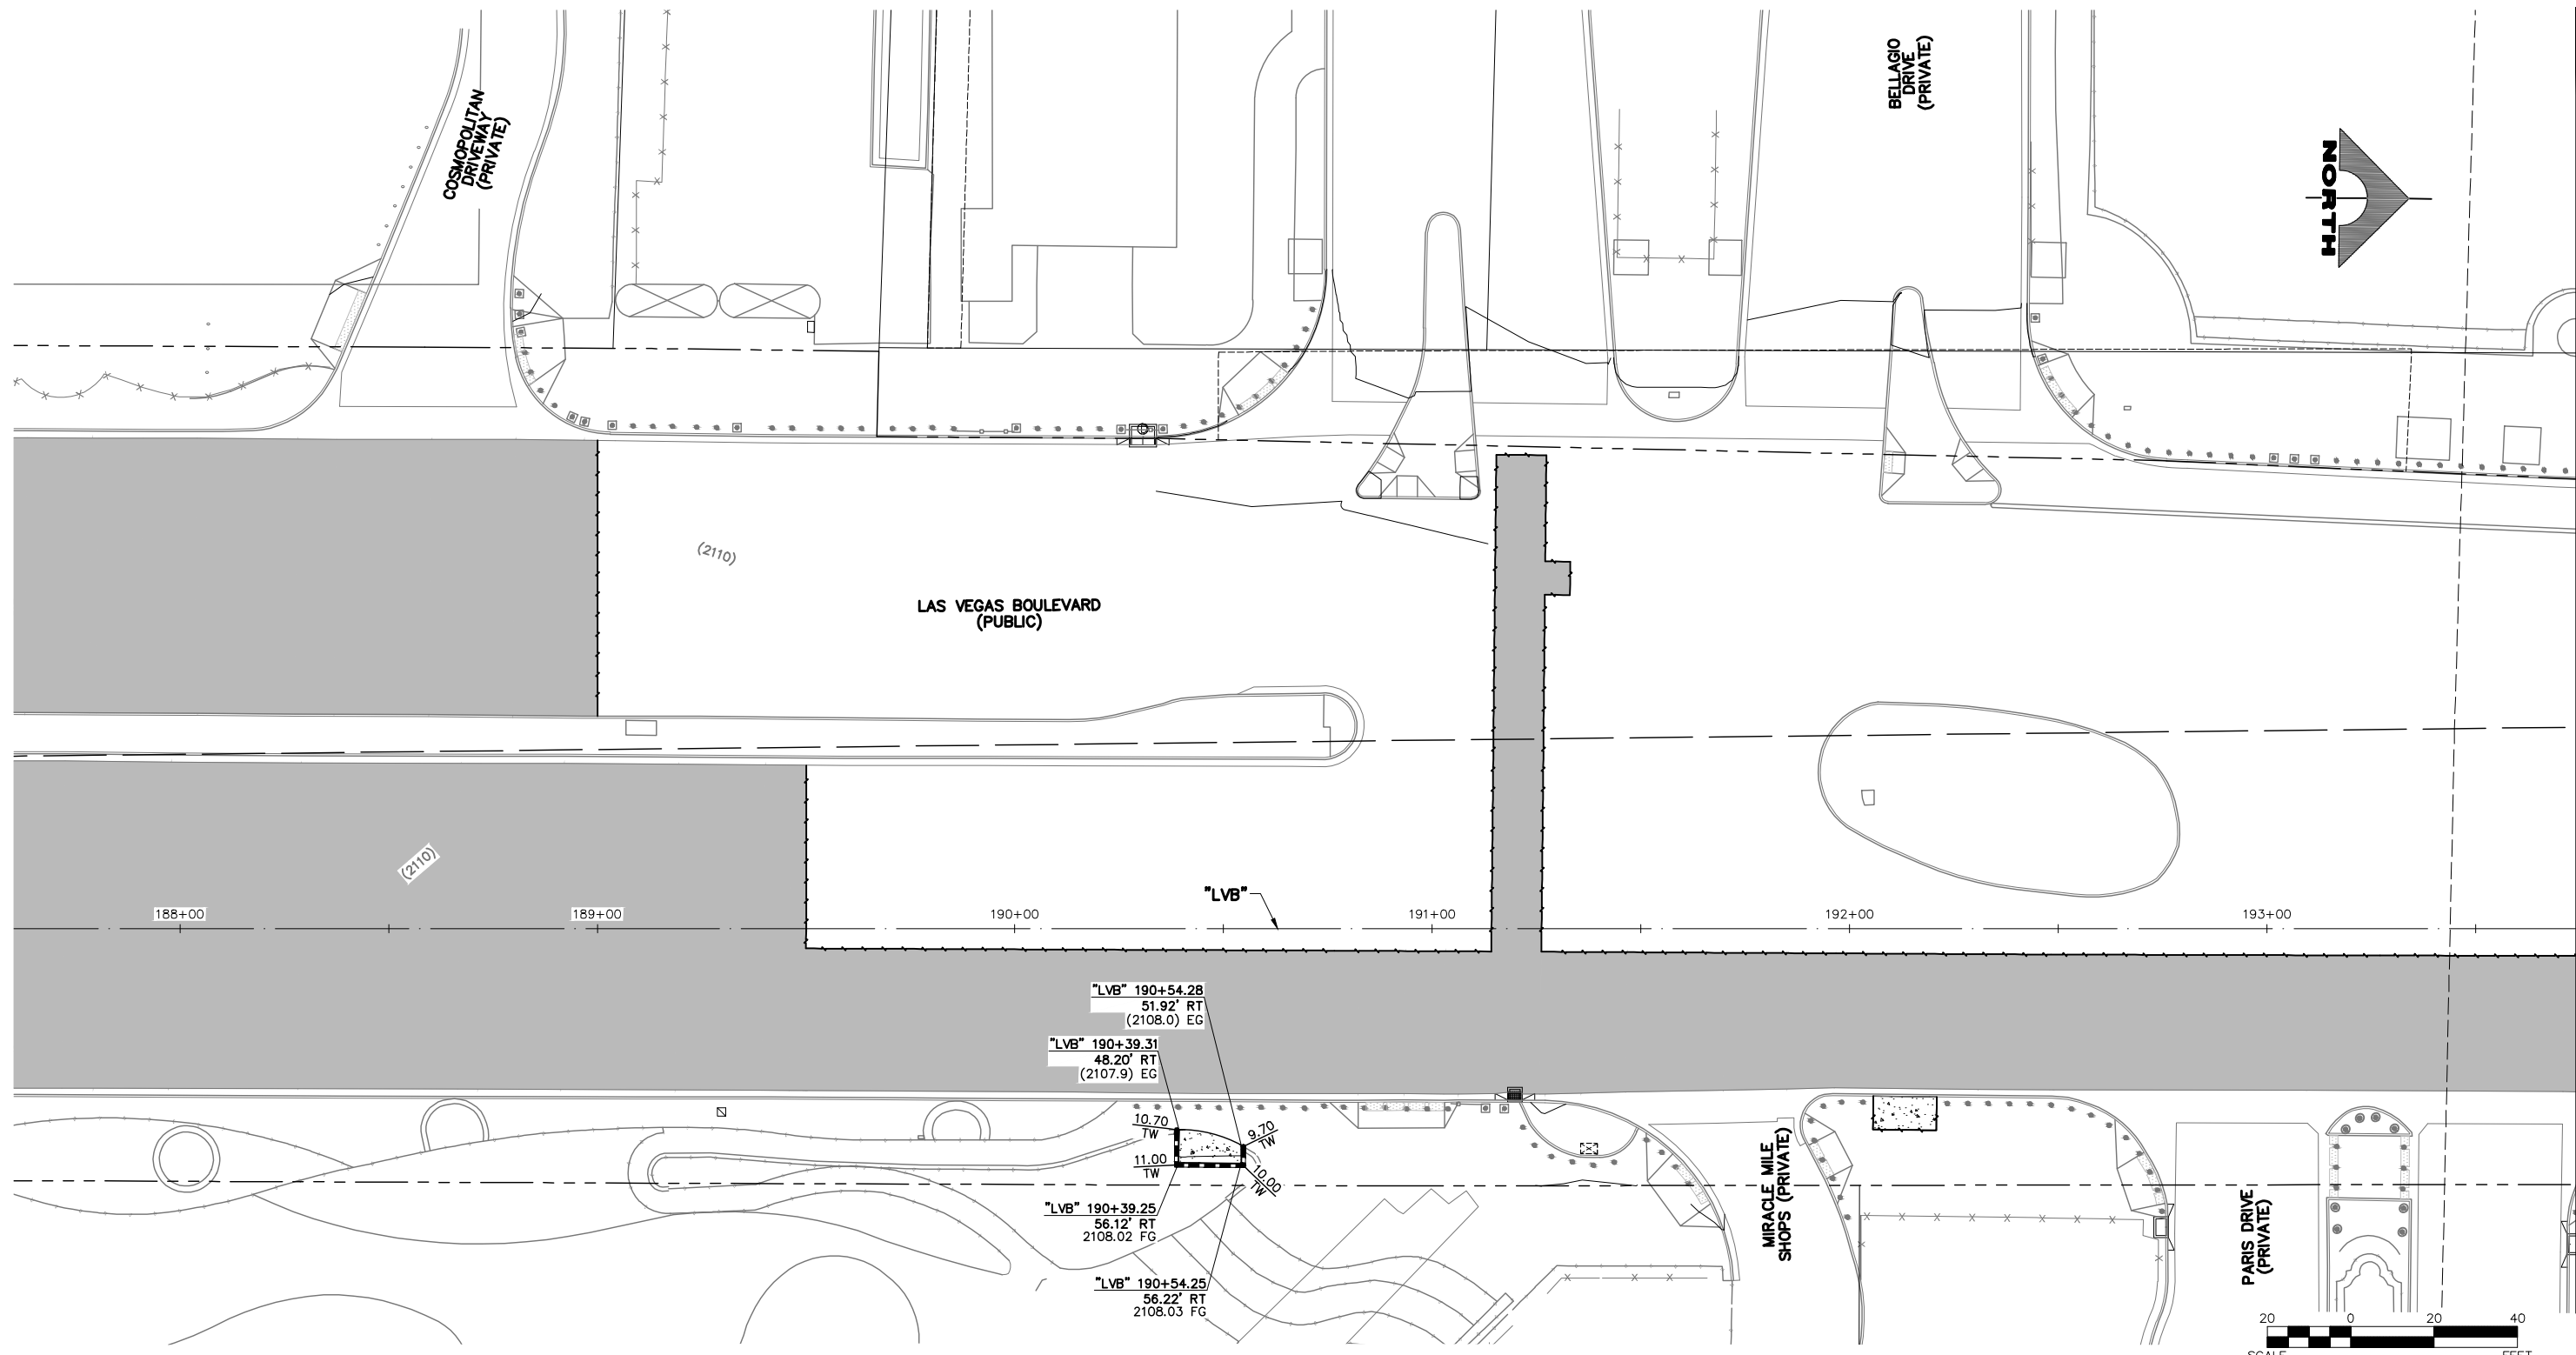 COSMOPOLITAN
DRIVEWAY
(PRIVATE)
BELLAGIO
DRIVE
(PRIVATE)
NORTH
(2110)
LAS VEGAS BOULEVARD
(PUBLIC)
(2110)
"LVB"
188+00
189+00
190+00
191+00
192+00
193+00
"LVB" 190+54.28
51.92' RT
(2108.0) EG
"LVB" 190+39.31
48.20' RT
(2107.9) EG
10.70
TW
9.70
TW
11.00
TW
10.00
TW
"LVB" 190+39.25
56.12' RT
2108.02 FG
"LVB" 190+54.25
56.22' RT
2108.03 FG
MIRACLE MILE
SHOPS (PRIVATE)
PARIS DRIVE
(PRIVATE)
20 0 20 40
SCALE FEET